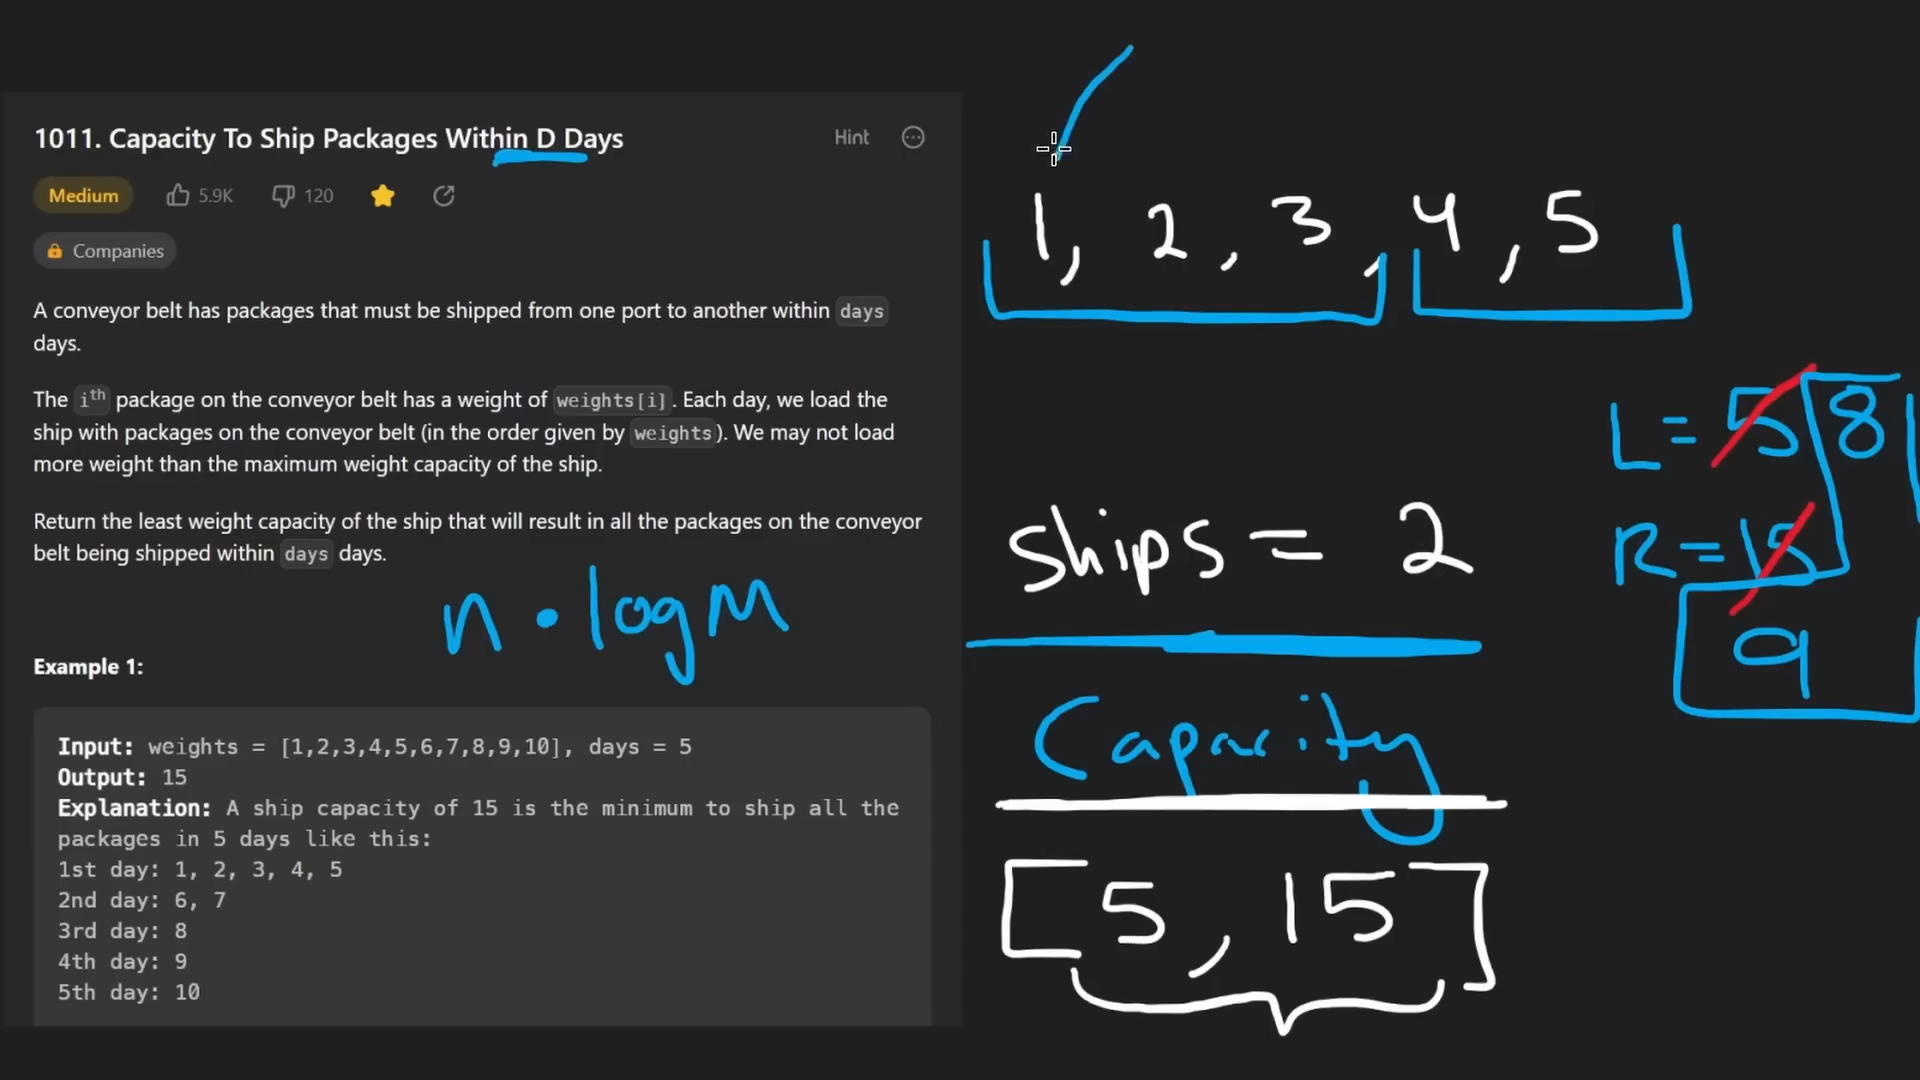 1011. Capacity To Ship Packages Within D Days
Hint
Medium 5.9K 120
Companies
A conveyor belt has packages that must be shipped from one port to another within days
days.
The ith package on the conveyor belt has a weight of weights[i]. Each day, we load the
ship with packages on the conveyor belt (in the order given by weights). We may not load
more weight than the maximum weight capacity of the ship.
Return the least weight capacity of the ship that will result in all the packages on the conveyor
belt being shipped within days days.
n · log M
Example 1:
Input: weights = [1,2,3,4,5,6,7,8,9,10], days = 5
Output: 15
Explanation: A ship capacity of 15 is the minimum to ship all the
packages in 5 days like this:
1st day: 1, 2, 3, 4, 5
2nd day: 6, 7
3rd day: 8
4th day: 9
5th day: 10
1, 2, 3, 4, 5
L = 5 8
R = 15
9
ships = 2
Capacity
[5, 15]